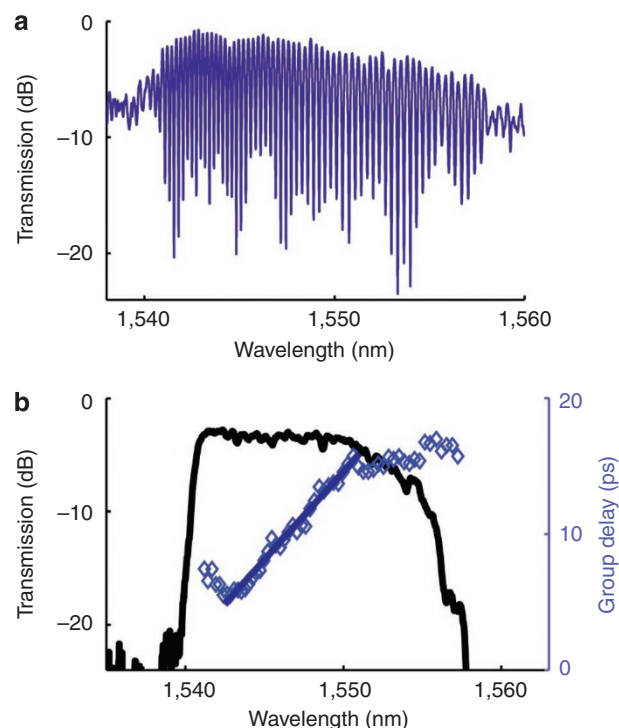 a
0
−10
−20
Transmission (dB)
1,540
1,550
1,560
Wavelength (nm)
b
0
−10
−20
Transmission (dB)
20
10
0
Group delay (ps)
1,540
1,550
1,560
Wavelength (nm)